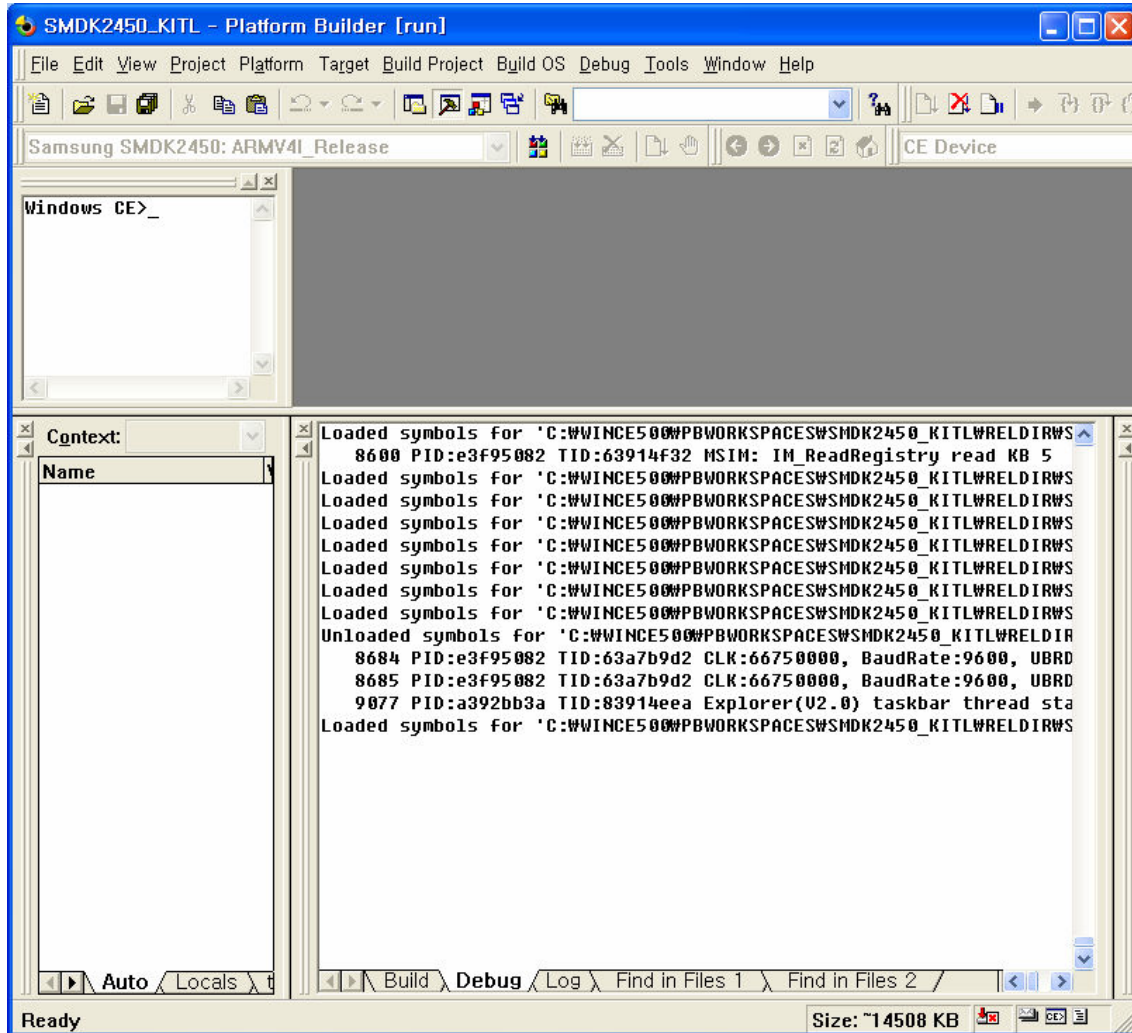 SMDK2450_KITL - Platform Builder [run]
File Edit View Project Platform Target Build Project Build OS Debug Tools Window Help
Samsung SMDK2450: ARMV4I_Release CE Device
Windows CE>_
Context:
Name
Loaded symbols for 'C:₩WINCE500₩PBWORKSPACES₩SMDK2450_KITL₩RELDIR₩S
8600 PID:e3f95082 TID:63914f32 MSIM: IM_ReadRegistry read KB 5
Loaded symbols for 'C:₩WINCE500₩PBWORKSPACES₩SMDK2450_KITL₩RELDIR₩S
Loaded symbols for 'C:₩WINCE500₩PBWORKSPACES₩SMDK2450_KITL₩RELDIR₩S
Loaded symbols for 'C:₩WINCE500₩PBWORKSPACES₩SMDK2450_KITL₩RELDIR₩S
Loaded symbols for 'C:₩WINCE500₩PBWORKSPACES₩SMDK2450_KITL₩RELDIR₩S
Loaded symbols for 'C:₩WINCE500₩PBWORKSPACES₩SMDK2450_KITL₩RELDIR₩S
Loaded symbols for 'C:₩WINCE500₩PBWORKSPACES₩SMDK2450_KITL₩RELDIR₩S
Loaded symbols for 'C:₩WINCE500₩PBWORKSPACES₩SMDK2450_KITL₩RELDIR₩S
Unloaded symbols for 'C:₩WINCE500₩PBWORKSPACES₩SMDK2450_KITL₩RELDIR
8684 PID:e3f95082 TID:63a7b9d2 CLK:66750000, BaudRate:9600, UBRD
8685 PID:e3f95082 TID:63a7b9d2 CLK:66750000, BaudRate:9600, UBRD
9077 PID:a392bb3a TID:83914eea Explorer(V2.0) taskbar thread sta
Loaded symbols for 'C:₩WINCE500₩PBWORKSPACES₩SMDK2450_KITL₩RELDIR₩S
Auto Locals t
Build Debug Log Find in Files 1 Find in Files 2
Ready Size: ~14508 KB